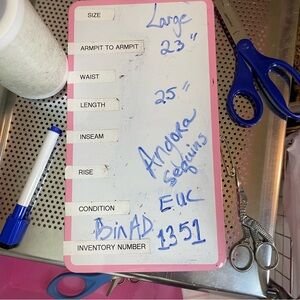 SIZE Large
ARMPIT TO ARMPIT 23"
WAIST
LENGTH 25"
INSEAM
RISE Angora sequins
CONDITION EUC
BinAD
INVENTORY NUMBER 1351